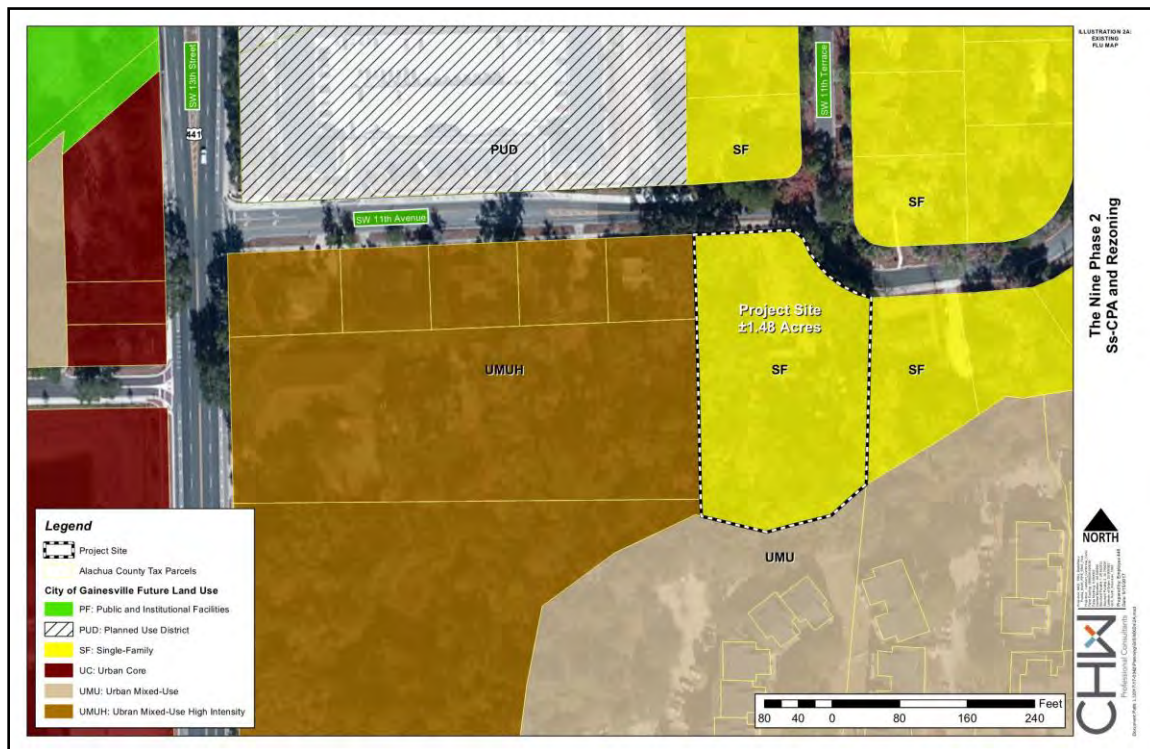 ILLUSTRATION 2A:
EXISTING
FLU MAP
SW 13th Street
441
SW 11th Terrace
PUD
SF
SF
SW 11th Avenue
Project Site
±1.48 Acres
UMUH
SF
SF
UMU
The Nine Phase 2
Ss-CPA and Rezoning
Legend
Project Site
Alachua County Tax Parcels
City of Gainesville Future Land Use
PF: Public and Institutional Facilities
PUD: Planned Use District
SF: Single-Family
UC: Urban Core
UMU: Urban Mixed-Use
UMUH: Ubran Mixed-Use High Intensity
NORTH
CHW
Professional Consultants
Feet
80 40 0 80 160 240